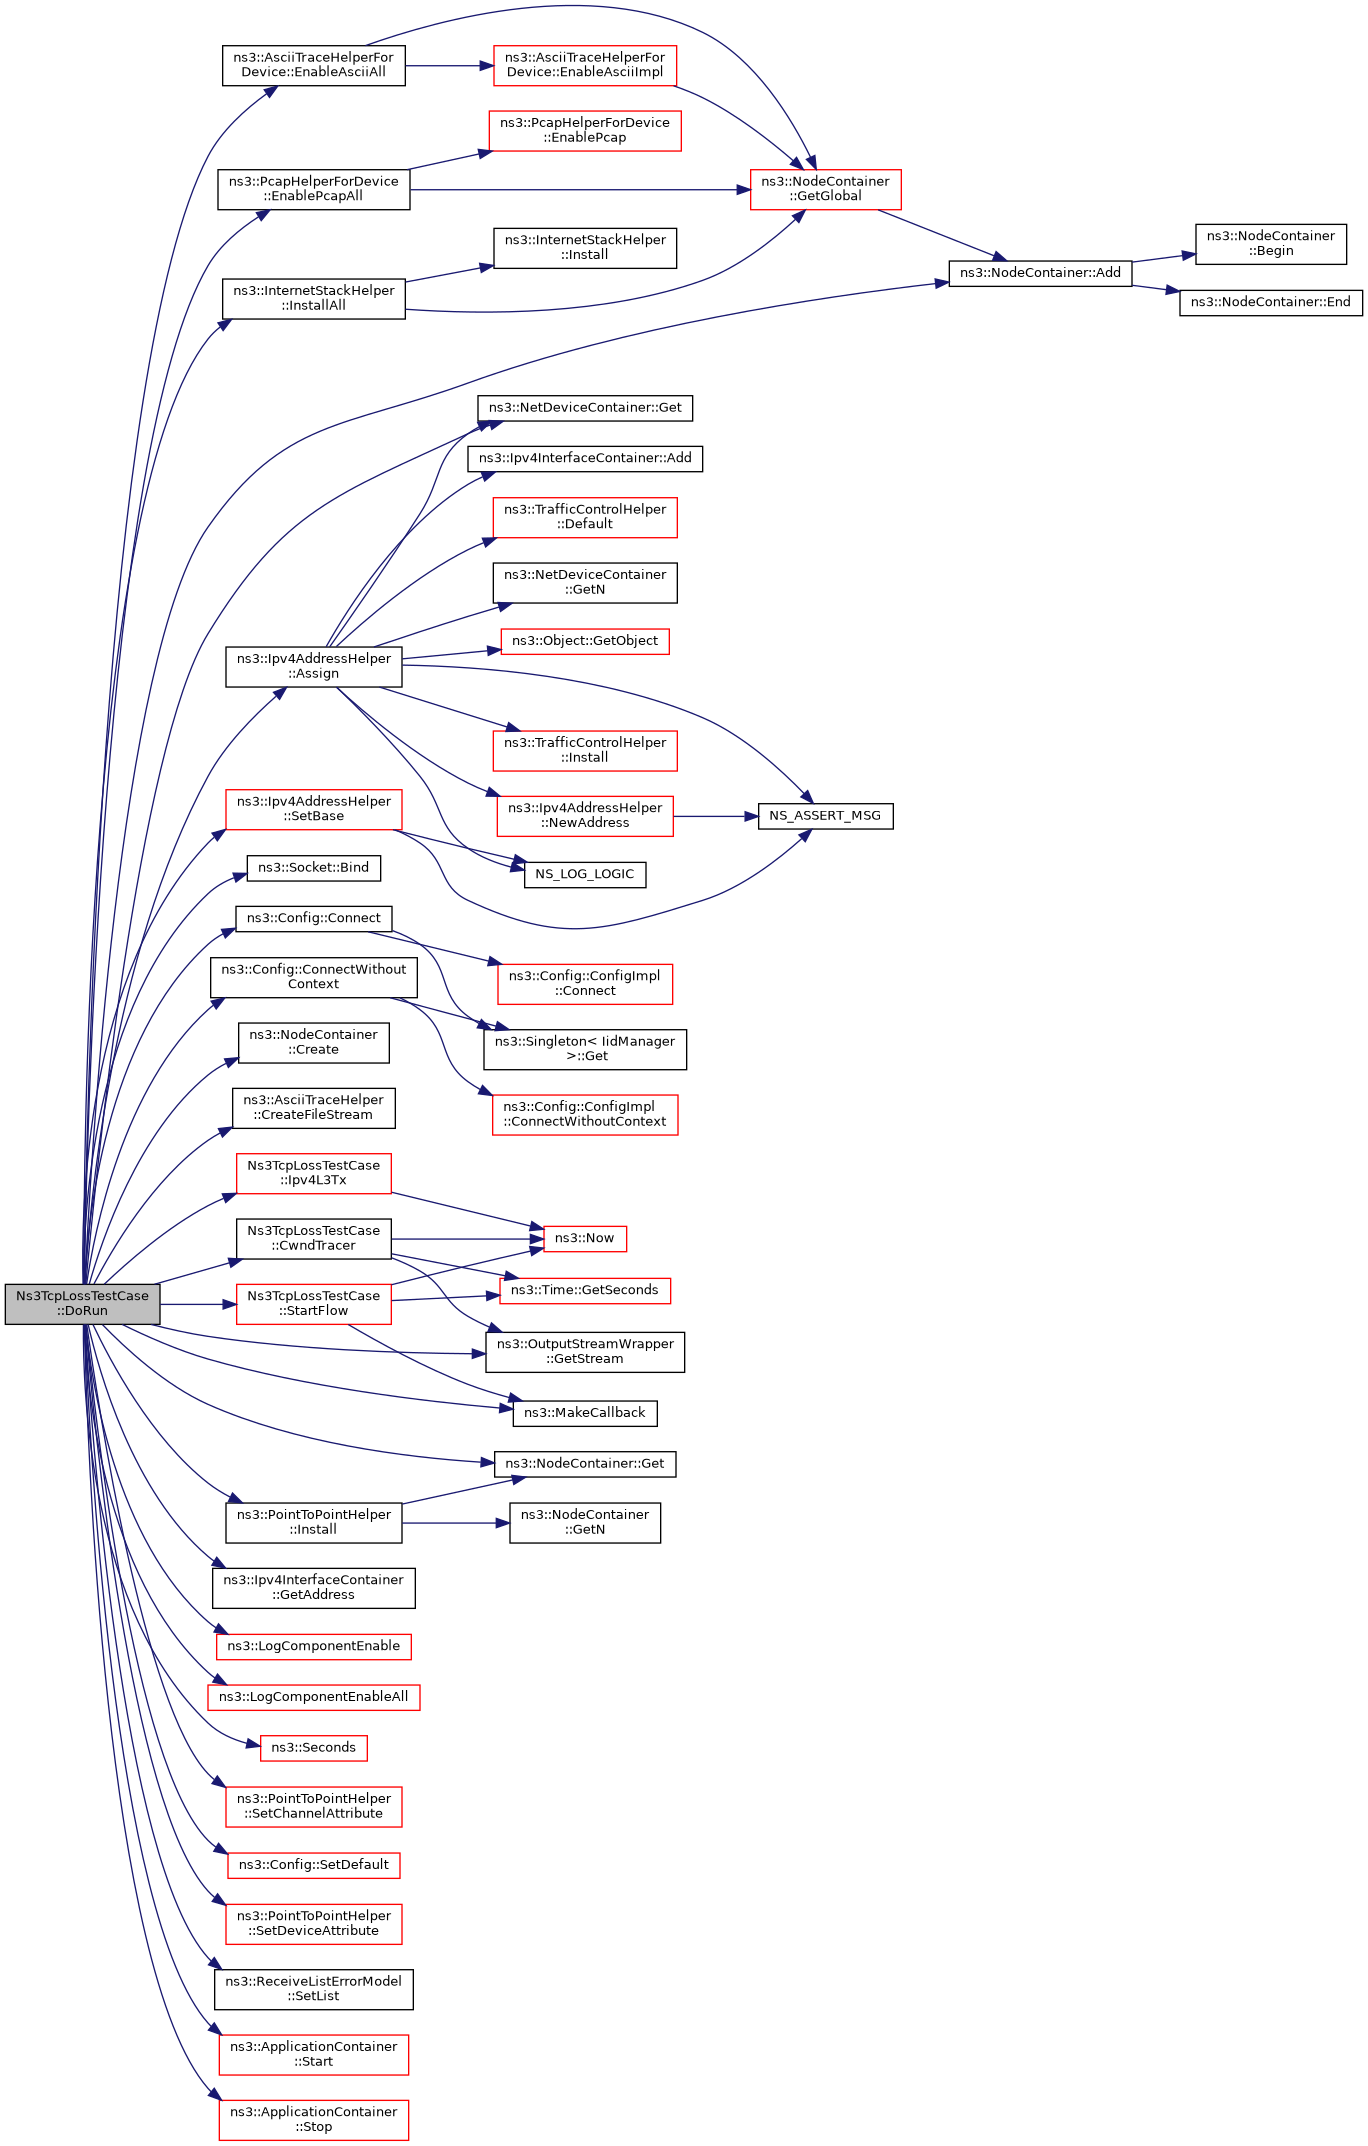 ns3::AsciiTraceHelperFor
Device::EnableAsciiAll
ns3::AsciiTraceHelperFor
Device::EnableAsciiImpl
ns3::PcapHelperForDevice
::EnablePcap
ns3::PcapHelperForDevice
::EnablePcapAll
ns3::NodeContainer
::GetGlobal
ns3::InternetStackHelper
::Install
ns3::NodeContainer
::Begin
ns3::NodeContainer::Add
ns3::InternetStackHelper
::InstallAll
ns3::NodeContainer::End
ns3::NetDeviceContainer::Get
ns3::Ipv4InterfaceContainer::Add
ns3::TrafficControlHelper
::Default
ns3::NetDeviceContainer
::GetN
ns3::Object::GetObject
ns3::Ipv4AddressHelper
::Assign
ns3::TrafficControlHelper
::Install
ns3::Ipv4AddressHelper
::SetBase
ns3::Ipv4AddressHelper
::NewAddress
NS_ASSERT_MSG
ns3::Socket::Bind
NS_LOG_LOGIC
ns3::Config::Connect
ns3::Config::ConnectWithout
Context
ns3::Config::ConfigImpl
::Connect
ns3::NodeContainer
::Create
ns3::Singleton< IidManager
>::Get
ns3::AsciiTraceHelper
::CreateFileStream
ns3::Config::ConfigImpl
::ConnectWithoutContext
Ns3TcpLossTestCase
::Ipv4L3Tx
Ns3TcpLossTestCase
::CwndTracer
ns3::Now
Ns3TcpLossTestCase
::DoRun
Ns3TcpLossTestCase
::StartFlow
ns3::Time::GetSeconds
ns3::OutputStreamWrapper
::GetStream
ns3::MakeCallback
ns3::NodeContainer::Get
ns3::PointToPointHelper
::Install
ns3::NodeContainer
::GetN
ns3::Ipv4InterfaceContainer
::GetAddress
ns3::LogComponentEnable
ns3::LogComponentEnableAll
ns3::Seconds
ns3::PointToPointHelper
::SetChannelAttribute
ns3::Config::SetDefault
ns3::PointToPointHelper
::SetDeviceAttribute
ns3::ReceiveListErrorModel
::SetList
ns3::ApplicationContainer
::Start
ns3::ApplicationContainer
::Stop